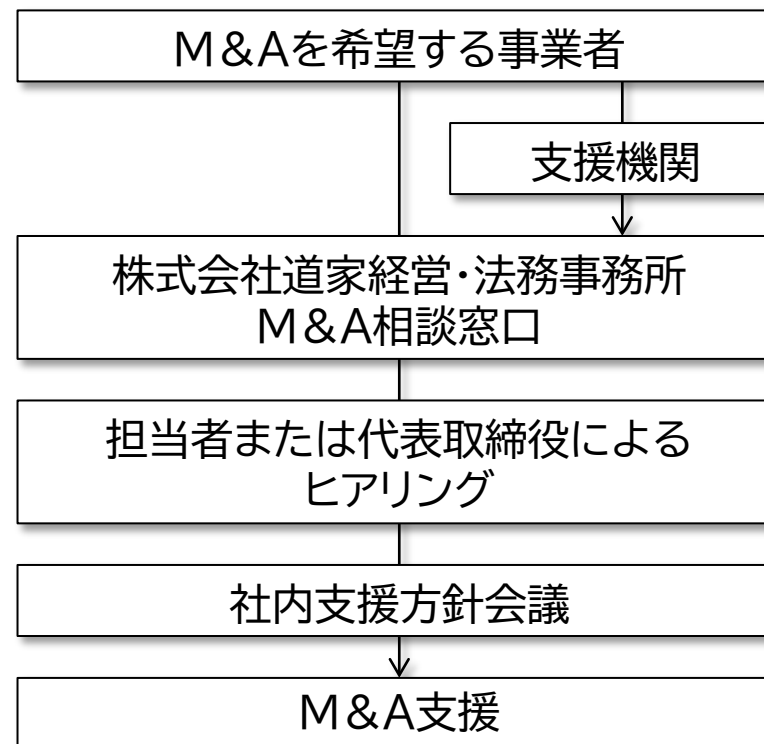 M&Aを希望する事業者
支援機関
株式会社道家経営・法務事務所
M&A相談窓口
担当者または代表取締役による
ヒアリング
社内支援方針会議
M&A支援